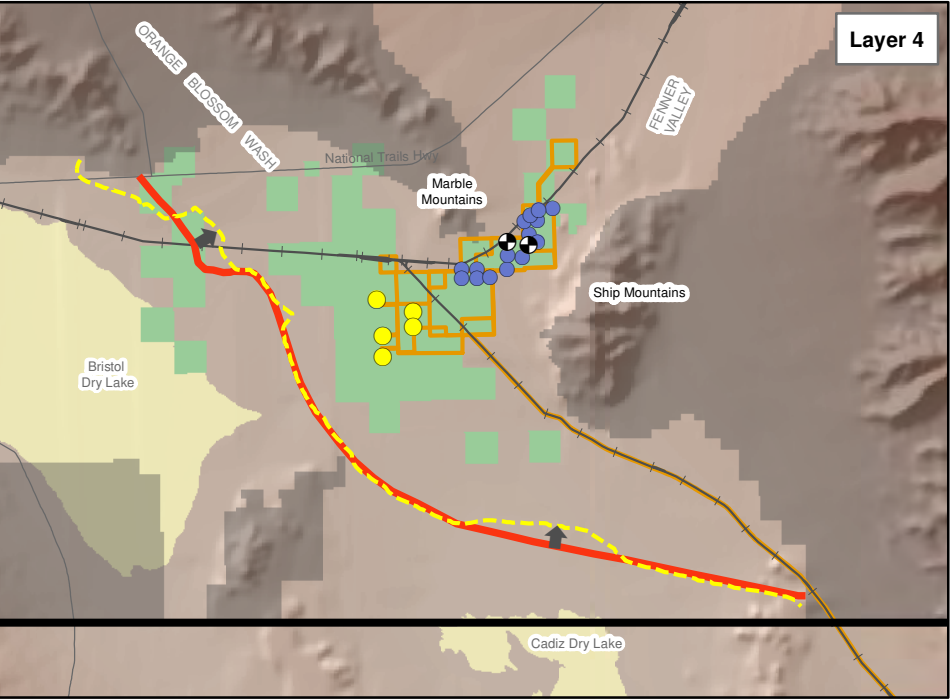 Layer 4
ORANGE BLOSSOM WASH
FENNER
VALLEY
National Trails Hwy
Marble
Mountains
Ship Mountains
Bristol
Dry Lake
Cadiz Dry Lake